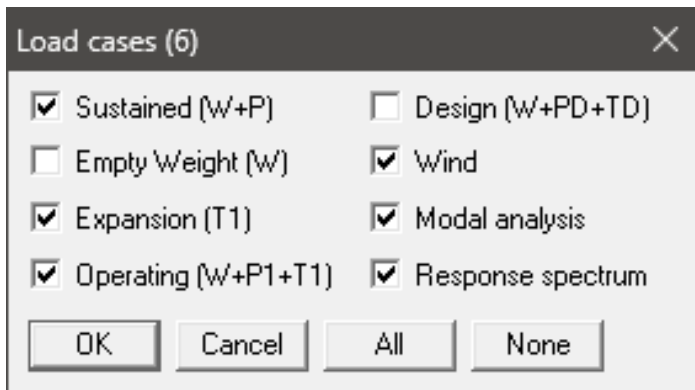 Load cases (6)
Sustained (W+P) Design (W+PD+TD)
Empty Weight (W) Wind
Expansion (T1) Modal analysis
Operating (W+P1+T1) Response spectrum
OK Cancel All None